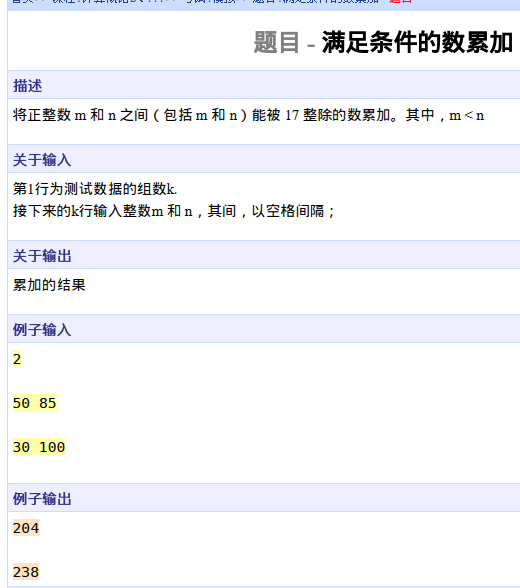 题目 - 满足条件的数累加
描述
将正整数 m 和 n 之间（包括 m 和 n）能被 17 整除的数累加。其中，m < n
关于输入
第1行为测试数据的组数k.
接下来的k行输入整数m 和 n，其间，以空格间隔；
关于输出
累加的结果
例子输入
2
50 85
30 100
例子输出
204
238